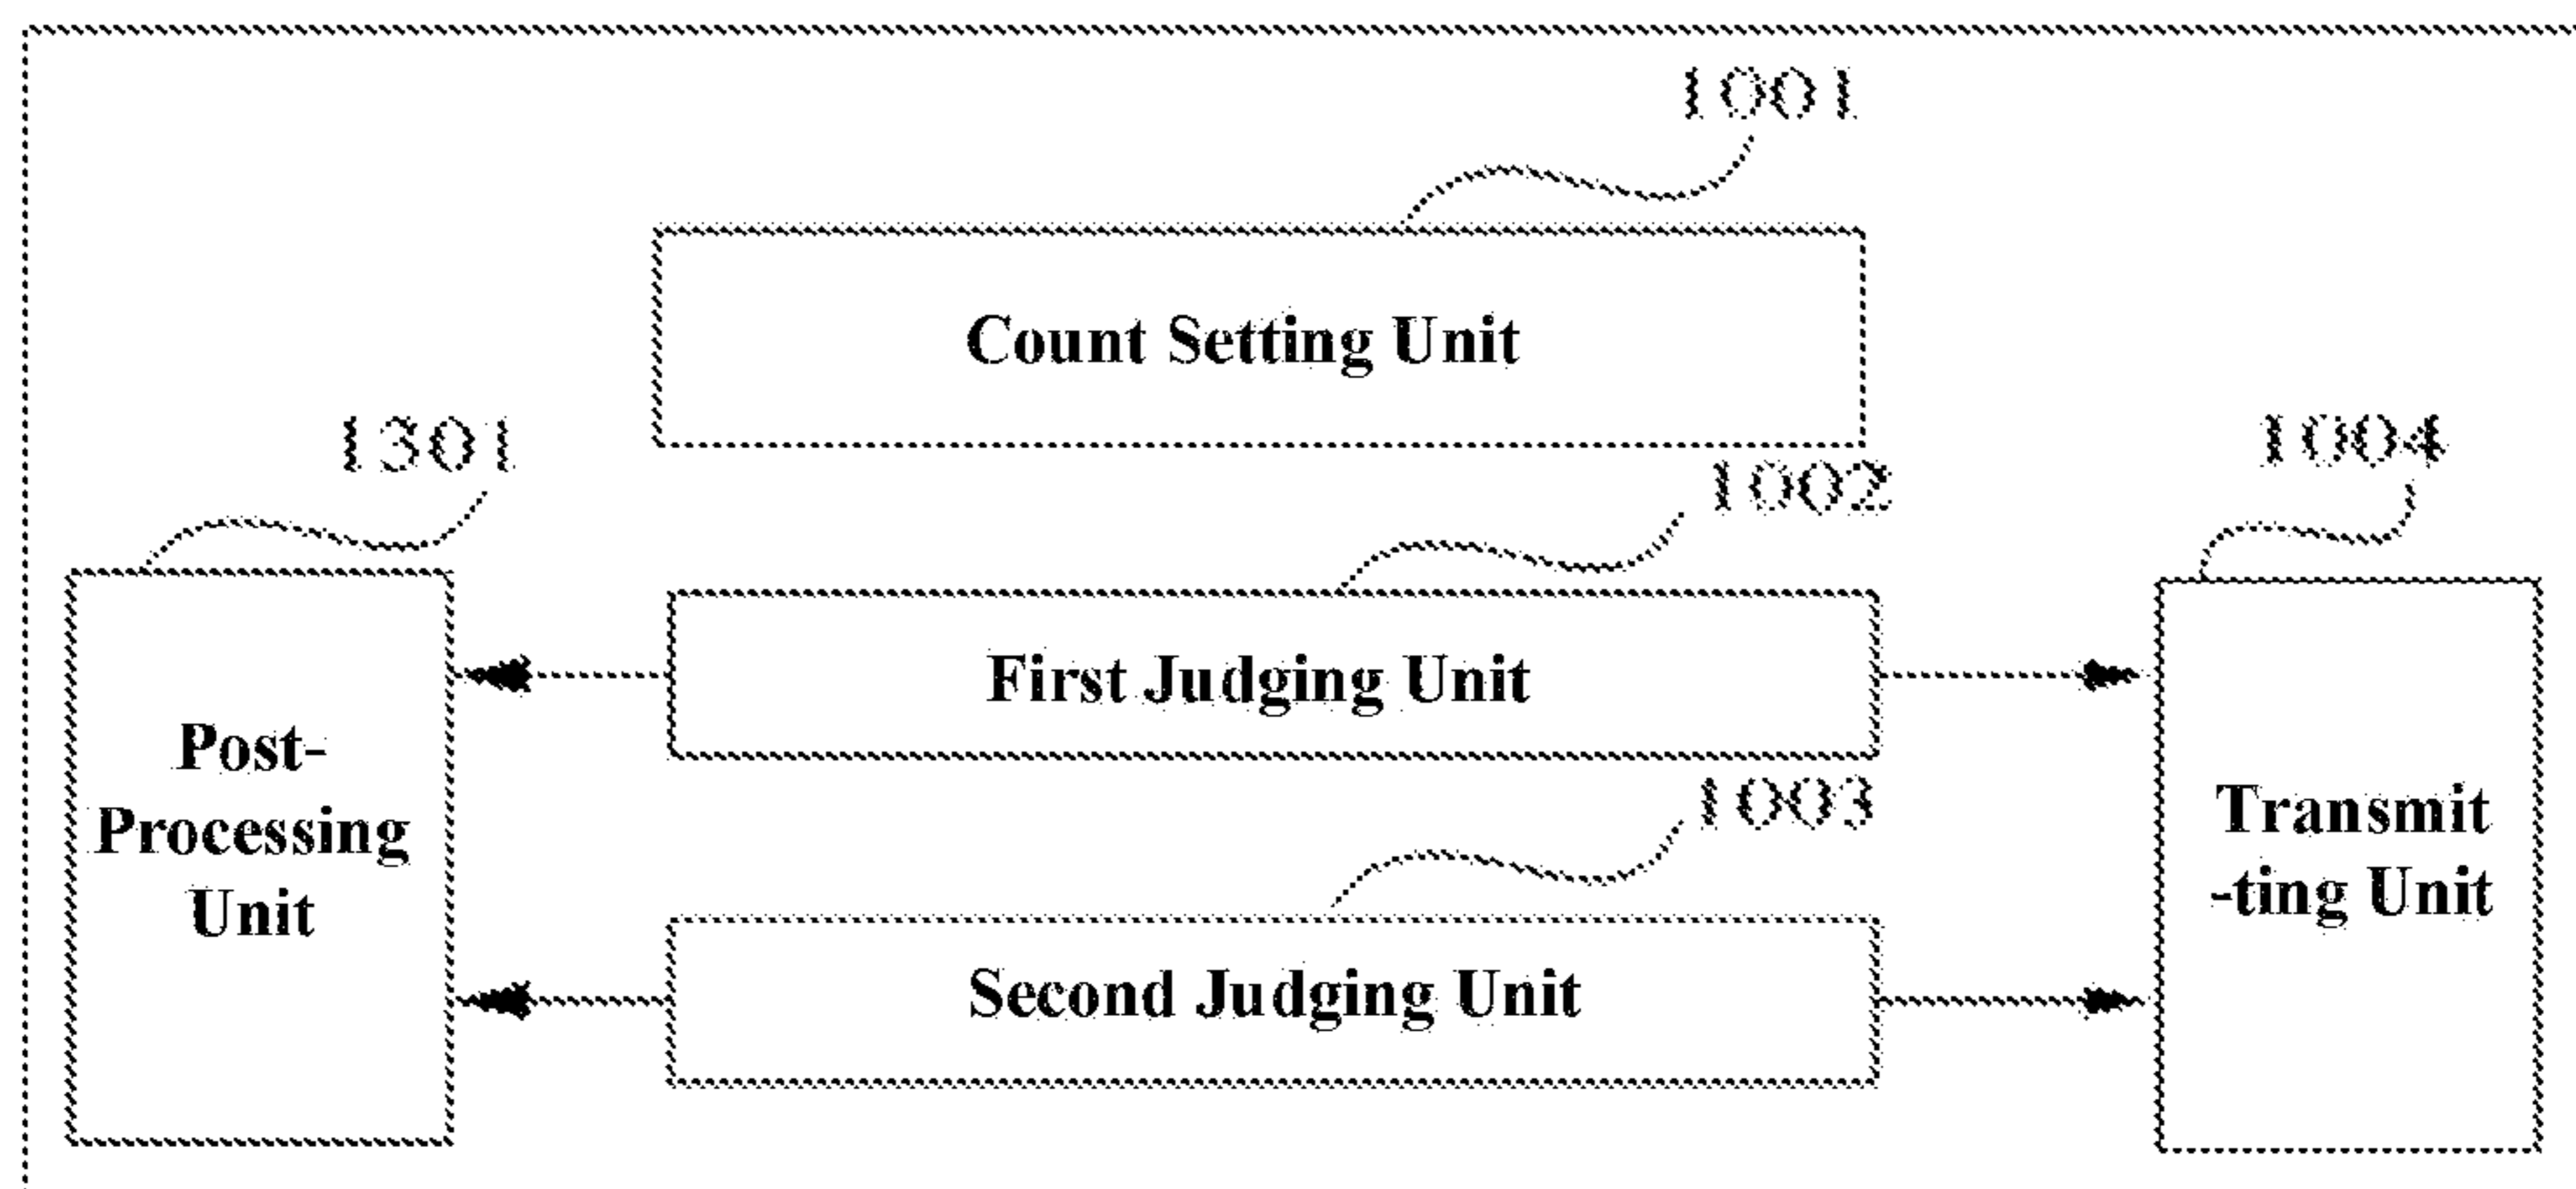 1001
Count Setting Unit
1301
1004
1002
First Judging Unit
Post-
Processing
Unit
1003
Transmit
-ting Unit
Second Judging Unit